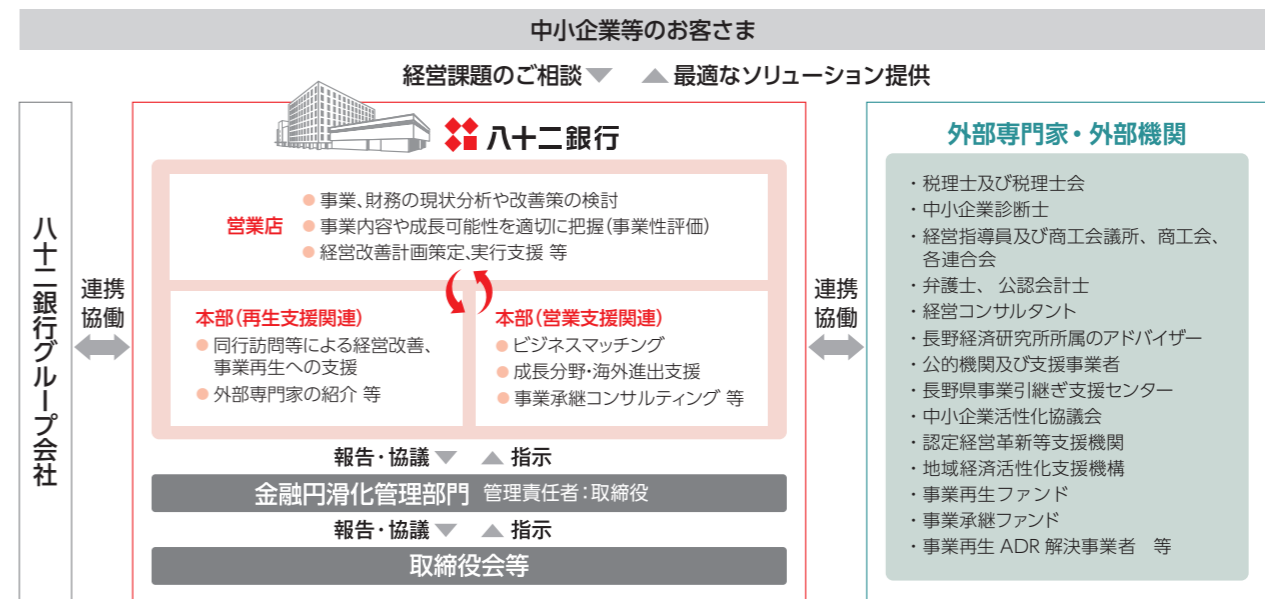 中小企業等のお客さま
経営課題のご相談▼ ▲最適なソリューション提供
八十二銀行グループ会社
連携
協働
八十二銀行
営業店
● 事業、財務の現状分析や改善策の検討
● 事業内容や成長可能性を適切に把握（事業性評価）
● 経営改善計画策定、実行支援 等
本部（再生支援関連）
● 同行訪問等による経営改善、
事業再生への支援
● 外部専門家の紹介 等
本部（営業支援関連）
● ビジネスマッチング
● 成長分野・海外進出支援
● 事業承継コンサルティング 等
報告・協議▼ ▲指示
金融円滑化管理部門 管理責任者：取締役
報告・協議▼ ▲指示
取締役会等
連携
協働
外部専門家・外部機関
・税理士及び税理士会
・中小企業診断士
・経営指導員及び商工会議所、商工会、
各連合会
・弁護士、 公認会計士
・経営コンサルタント
・長野経済研究所所属のアドバイザー
・公的機関及び支援事業者
・長野県事業引継ぎ支援センター
・中小企業活性化協議会
・認定経営革新等支援機関
・地域経済活性化支援機構
・事業再生ファンド
・事業承継ファンド
・事業再生 ADR 解決事業者　等